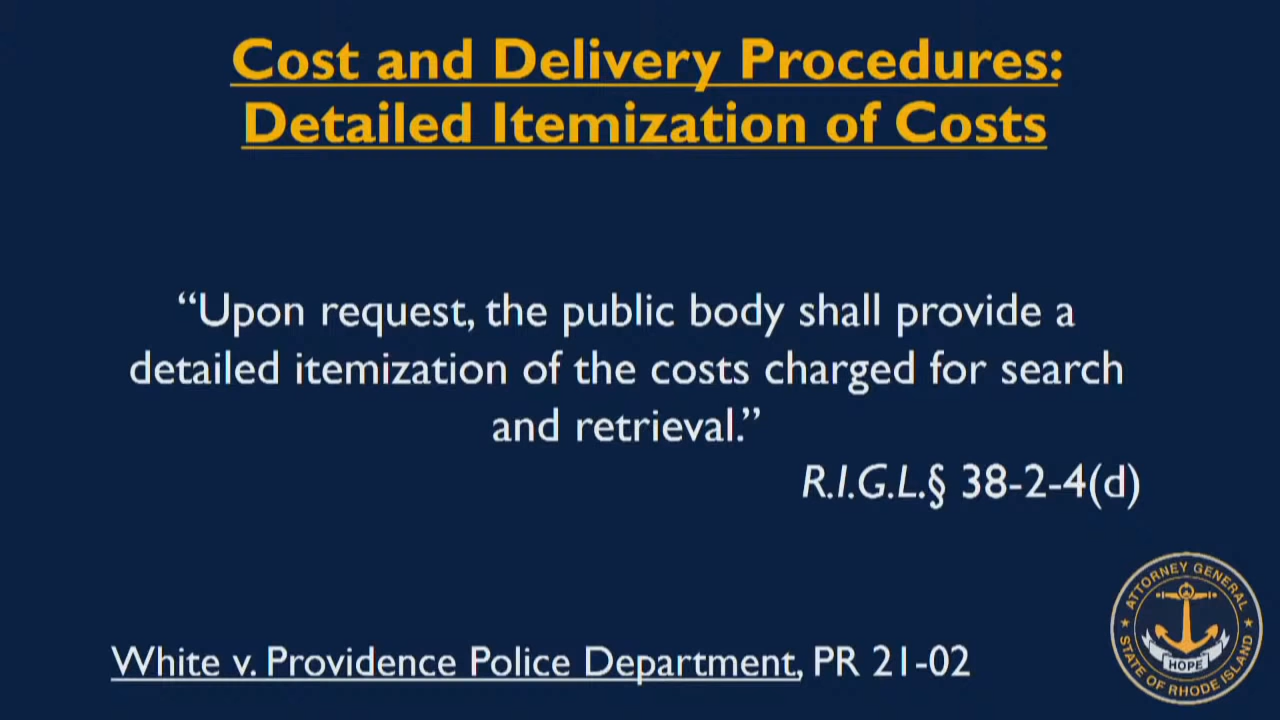 Cost and Delivery Procedures:
Detailed Itemization of Costs
“Upon request, the public body shall provide a
detailed itemization of the costs charged for search
and retrieval.”
R.I.G.L.§ 38-2-4(d)
White v. Providence Police Department, PR 21-02
ATTORNEY GENERAL
HOPE
STATE OF RHODE ISLAND